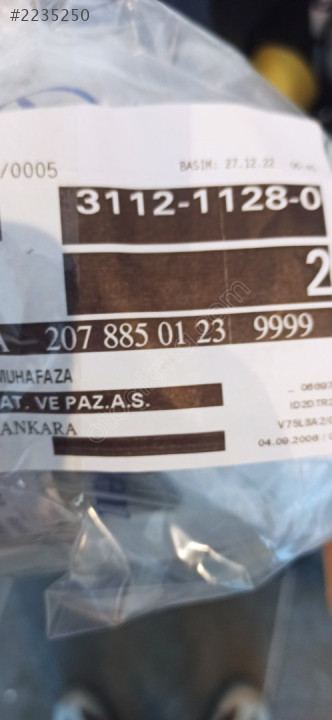 #2235250
/0005
BASIM: 27.12.22
3112-1128-0
2
A 207 885 01 23 9999
MUHAFAZA
AT. VE PAZ.A.S.
ANKARA
04.09.2008